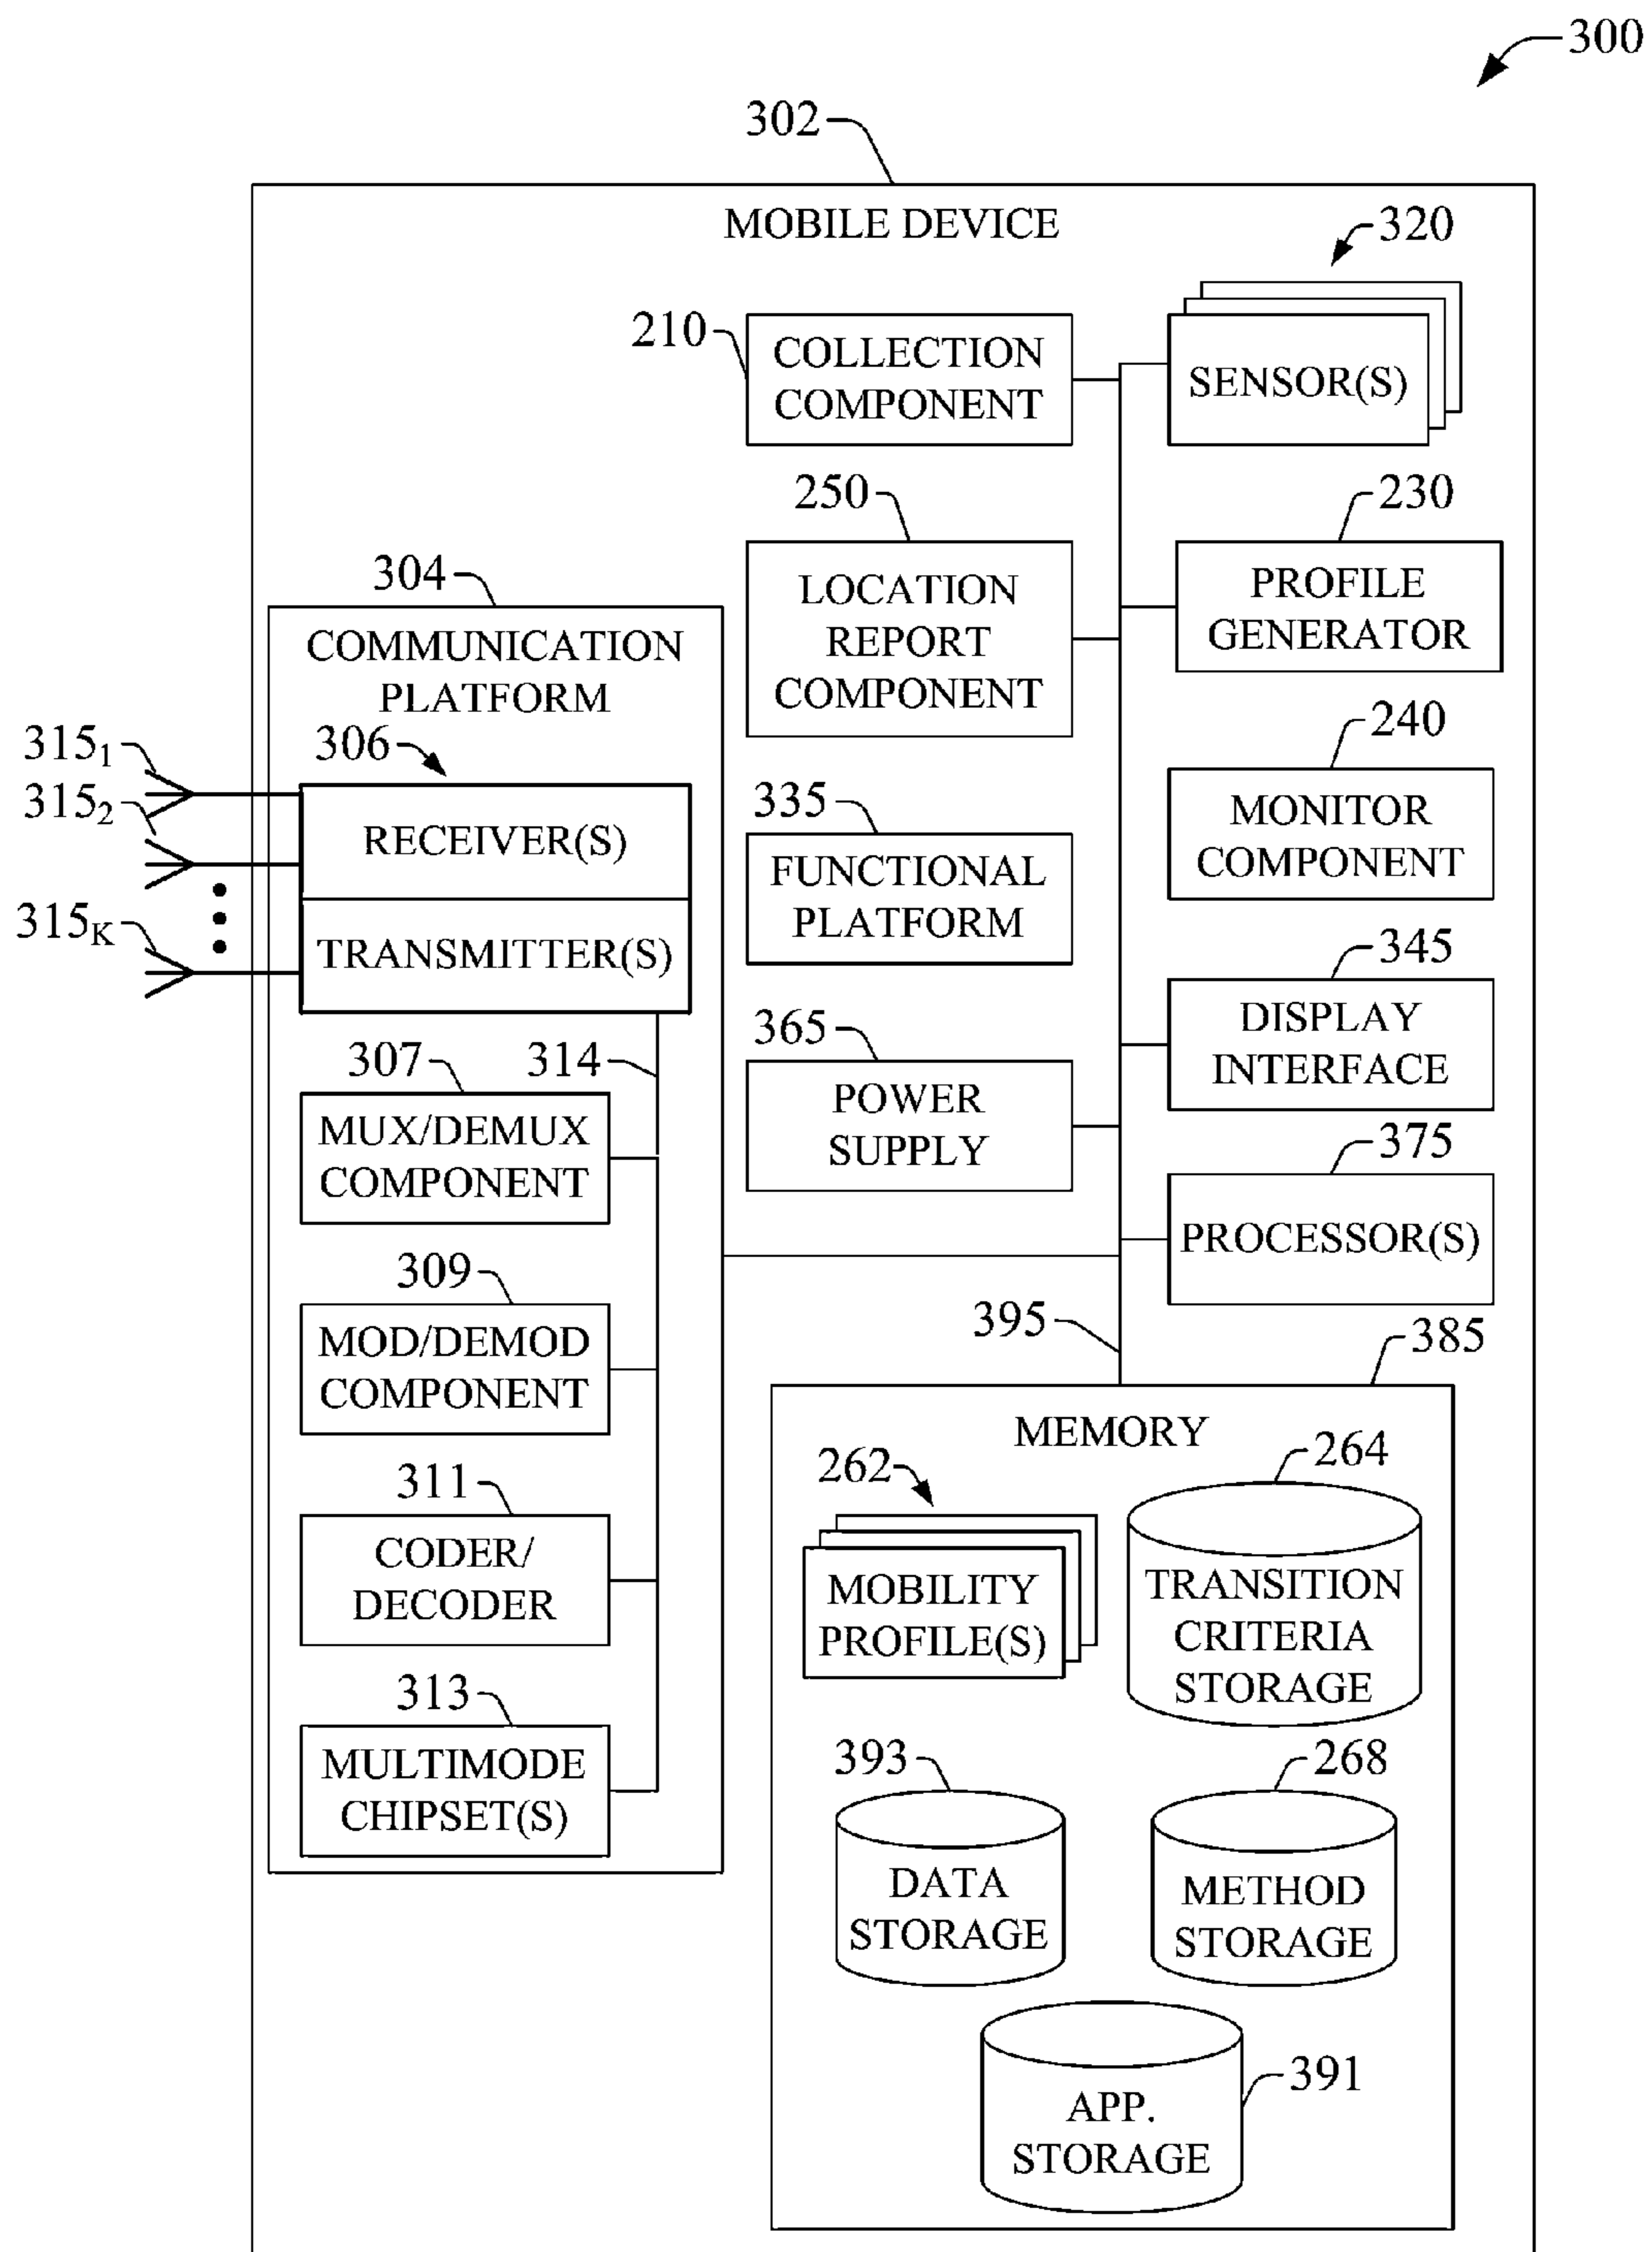 300
302
MOBILE DEVICE
320
210
COLLECTION
COMPONENT
SENSOR(S)
250
230
LOCATION
REPORT
COMPONENT
PROFILE
GENERATOR
304
COMMUNICATION
PLATFORM
240
MONITOR
COMPONENT
306
315₁
315₂
315K
RECEIVER(S)
TRANSMITTER(S)
335
FUNCTIONAL
PLATFORM
345
DISPLAY
INTERFACE
365
POWER
SUPPLY
307
314
MUX/DEMUX
COMPONENT
375
PROCESSOR(S)
309
MOD/DEMOD
COMPONENT
395
385
MEMORY
262
MOBILITY
PROFILE(S)
264
TRANSITION
CRITERIA
STORAGE
311
CODER/
DECODER
313
MULTIMODE
CHIPSET(S)
393
DATA
STORAGE
268
METHOD
STORAGE
391
APP.
STORAGE